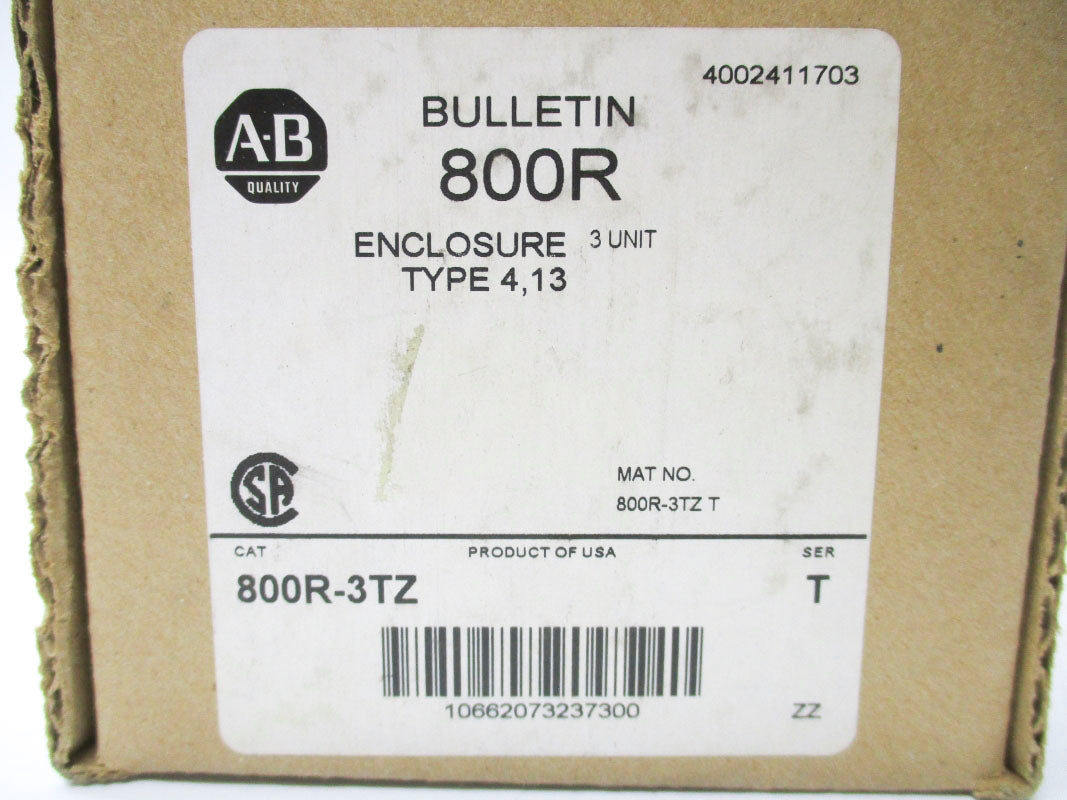 4002411703
A-B
QUALITY
BULLETIN
800R
ENCLOSURE 3 UNIT
TYPE 4,13
CSA
MAT NO.
800R-3TZ T
CAT PRODUCT OF USA SER
800R-3TZ T
10662073237300 ZZ